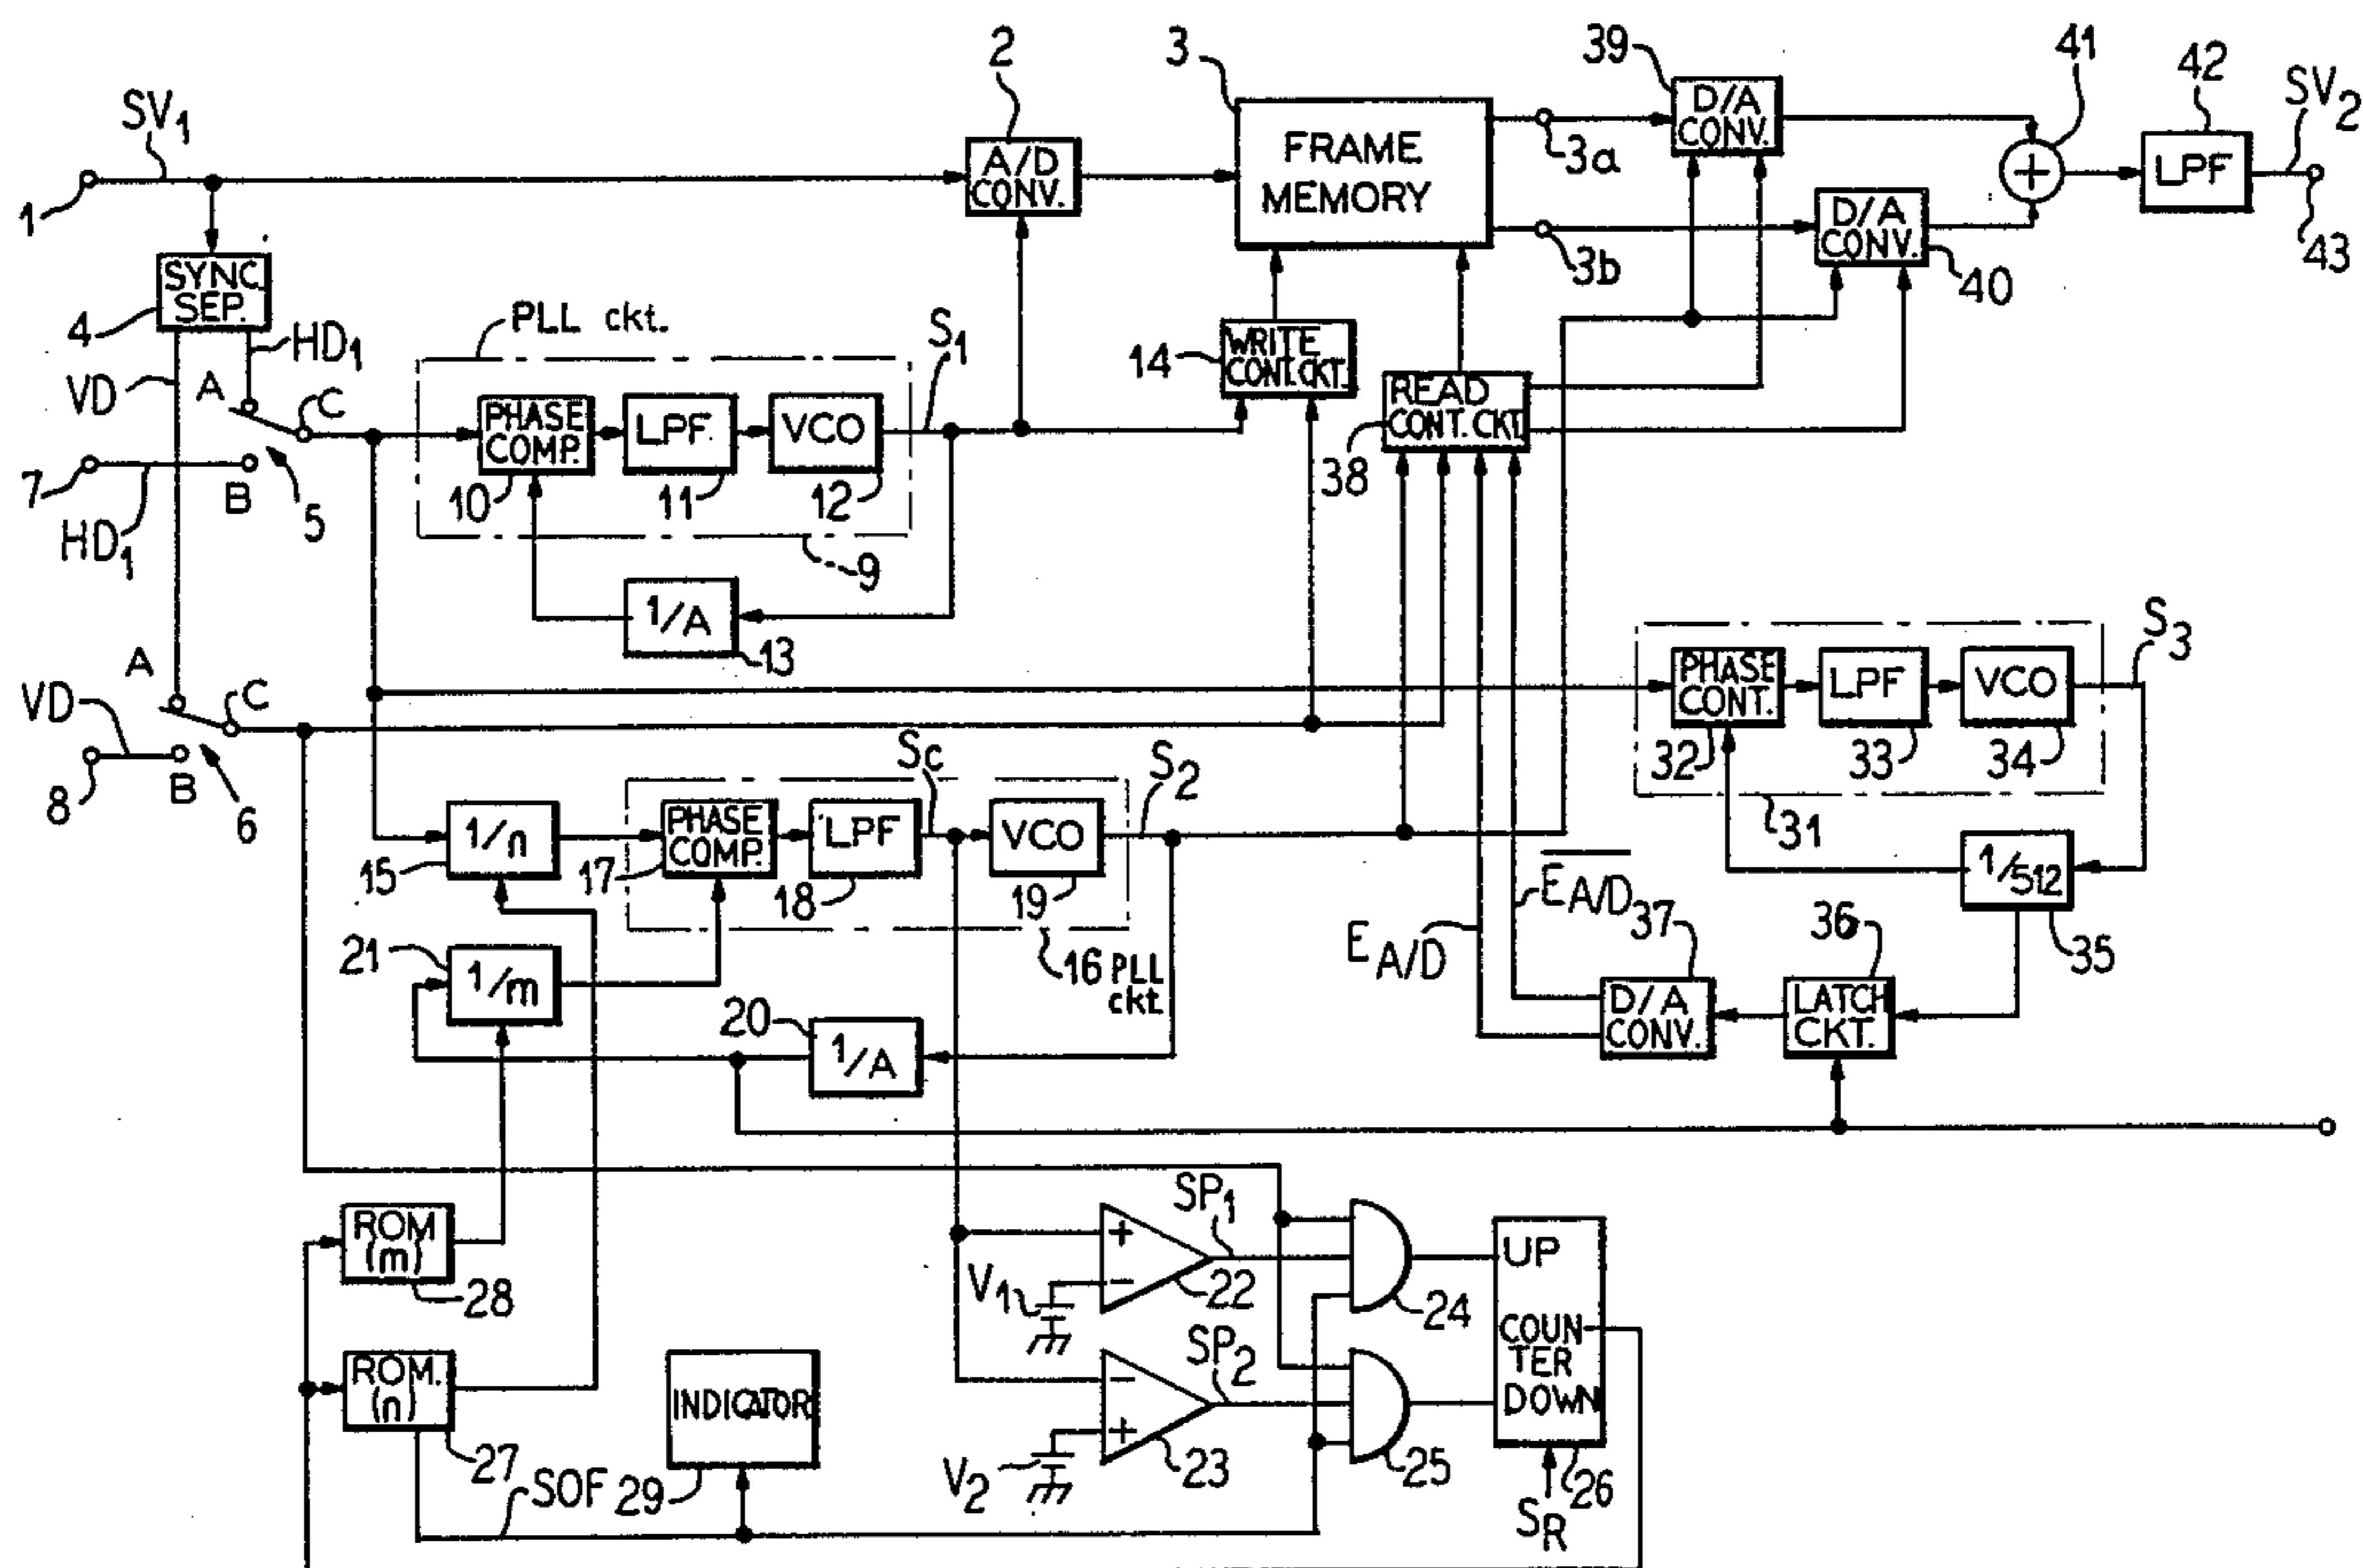 SV1
1
SYNC
SEP.
4
HD1
VD
A
C
7
HD1
B
5
PLL ckt.
PHASE
COMP.
10
LPF
11
VCO
12
S1
9
1/A
13
2
A/D
CONV.
3
FRAME
MEMORY
3a
3b
39
D/A
CONV.
D/A
CONV.
40
41
+
42
LPF
SV2
43
14
WRITE
CONT.CKT.
READ
CONT. CKT.
38
A
VD
C
8
B
6
1/n
15
PHASE
COMP.
17
LPF
18
Sc
VCO
19
S2
16 PLL
ckt
21
1/m
20
1/A
PHASE
CONT.
32
LPF
33
VCO
34
S3
31
1/512
35
36
LATCH
CKT.
37
D/A
CONV.
EA/D
E̅A̅/̅D̅
ROM
(m)
28
ROM.
(n)
27
SOF
INDICATOR
29
+
−
V1
22
SP1
−
+
V2
23
SP2
24
25
UP
COUN
TER
DOWN
26
SR